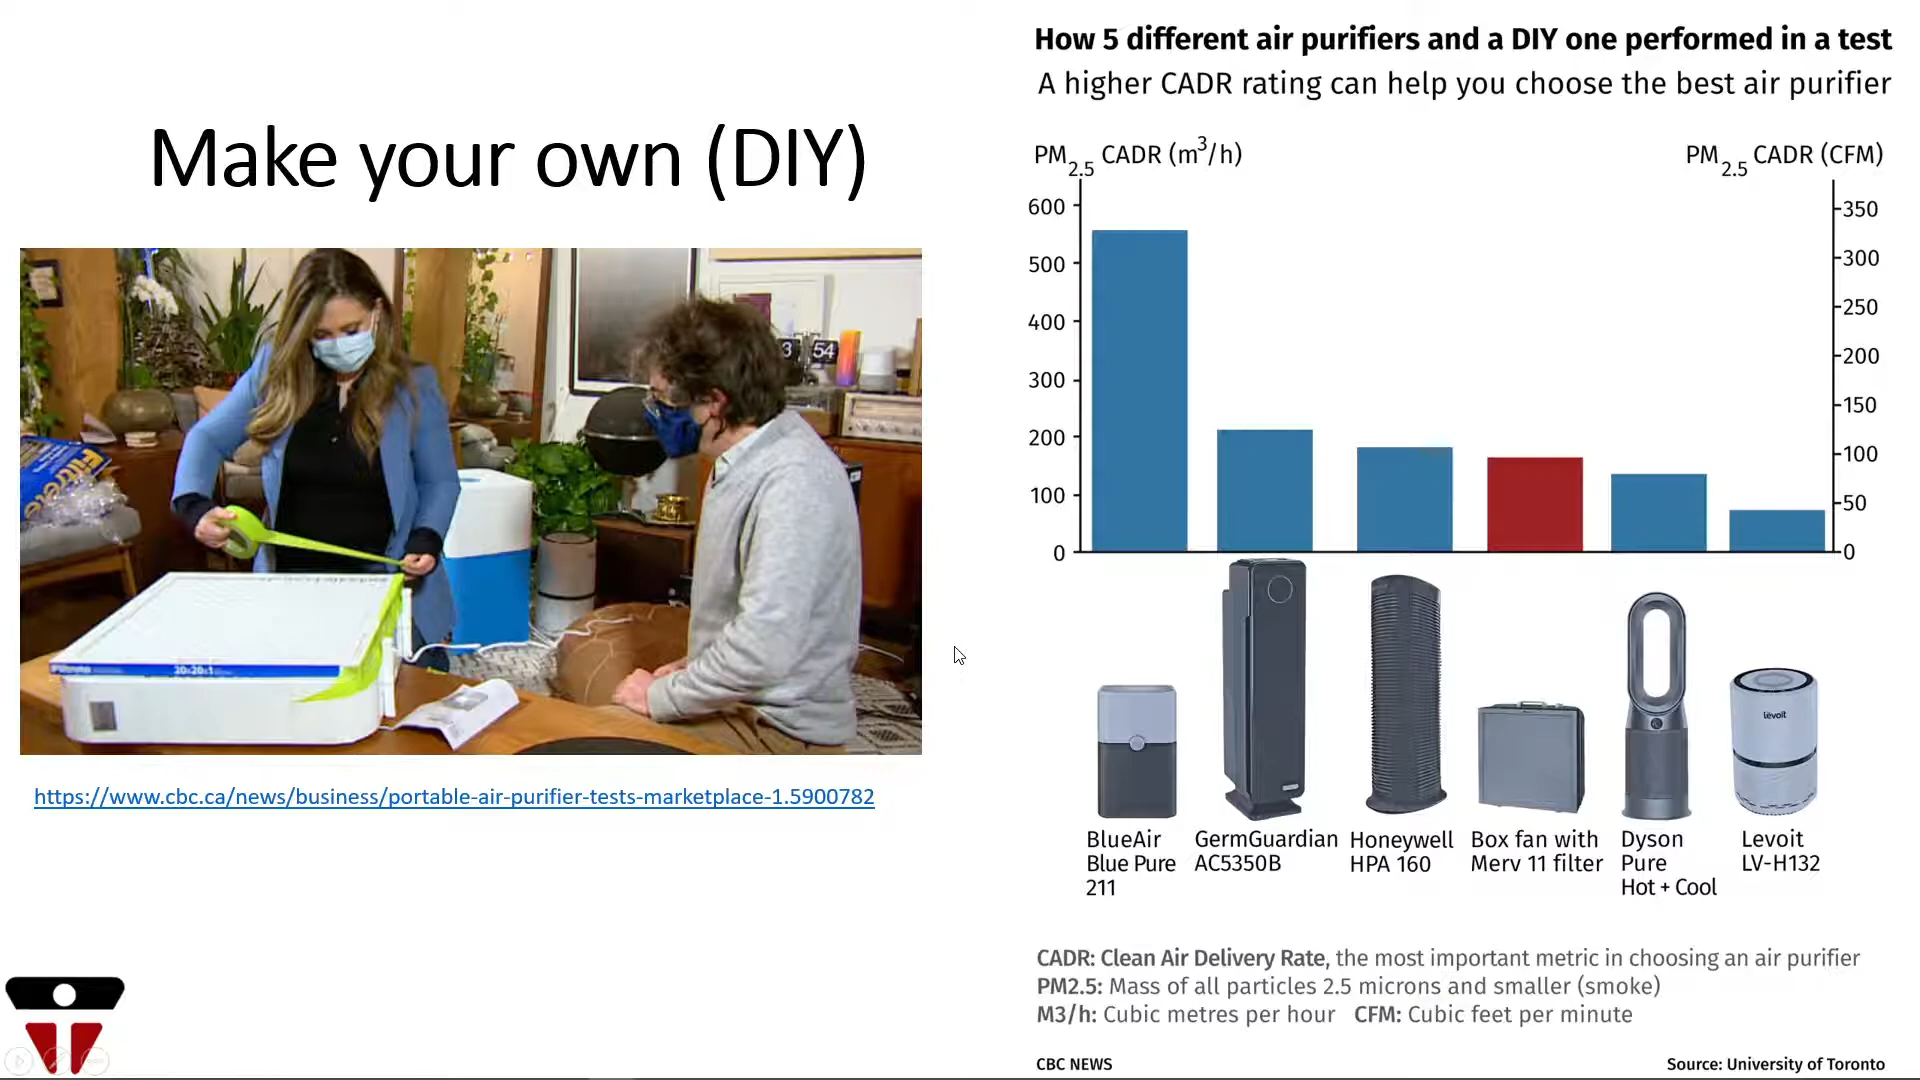 Make your own (DIY)
Filtrete
3 54
20x20x1
https://www.cbc.ca/news/business/portable-air-purifier-tests-marketplace-1.5900782
How 5 different air purifiers and a DIY one performed in a test
A higher CADR rating can help you choose the best air purifier
PM2.5 CADR (m³/h)
PM2.5 CADR (CFM)
600
500
400
300
200
100
0
350
300
250
200
150
100
50
0
levoit
BlueAir
Blue Pure
211
GermGuardian
AC5350B
Honeywell
HPA 160
Box fan with
Merv 11 filter
Dyson
Pure
Hot + Cool
Levoit
LV-H132
CADR: Clean Air Delivery Rate, the most important metric in choosing an air purifier
PM2.5: Mass of all particles 2.5 microns and smaller (smoke)
M3/h: Cubic metres per hour CFM: Cubic feet per minute
CBC NEWS
Source: University of Toronto